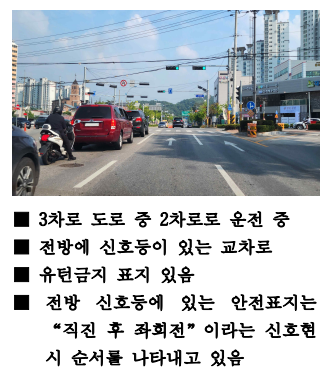 ■ 3차로 도로 중 2차로로 운전 중
■ 전방에 신호등이 있는 교차로
■ 유턴금지 표지 있음
■ 전방 신호등에 있는 안전표지는
“직진 후 좌회전”이라는 신호현
시 순서를 나타내고 있음